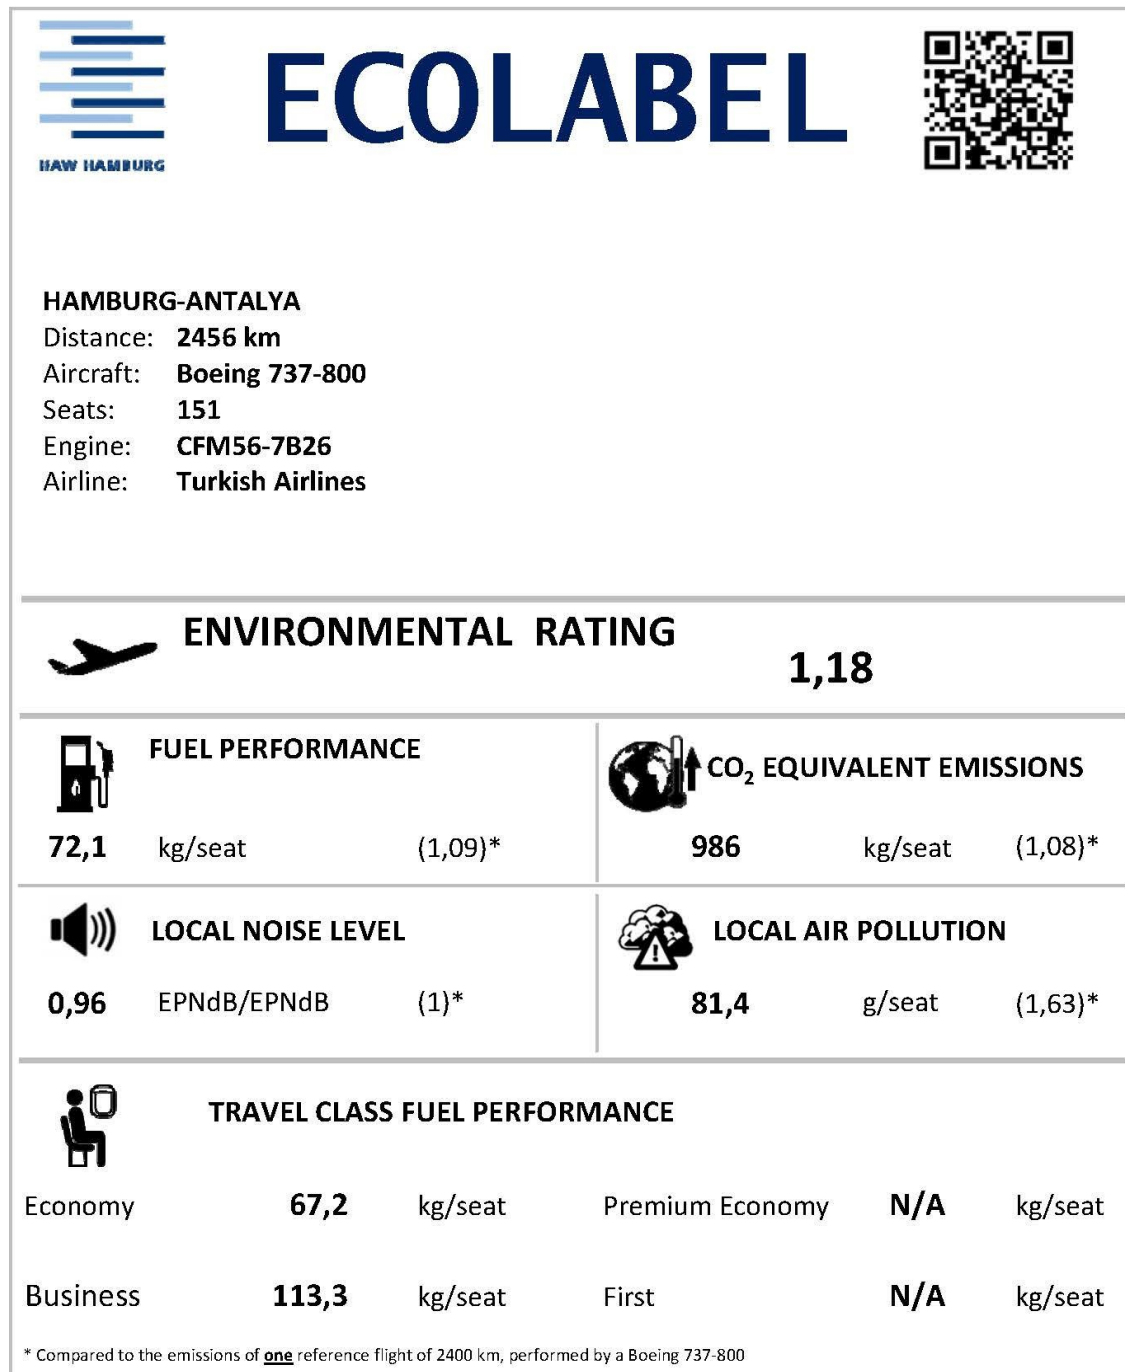 HAW HAMBURG
ECOLABEL
HAMBURG-ANTALYA
Distance: 2456 km
Aircraft: Boeing 737-800
Seats: 151
Engine: CFM56-7B26
Airline: Turkish Airlines
ENVIRONMENTAL RATING
1,18
FUEL PERFORMANCE
72,1 kg/seat (1,09)*
CO₂ EQUIVALENT EMISSIONS
986 kg/seat (1,08)*
LOCAL NOISE LEVEL
0,96 EPNdB/EPNdB (1)*
LOCAL AIR POLLUTION
81,4 g/seat (1,63)*
TRAVEL CLASS FUEL PERFORMANCE
Economy 67,2 kg/seat Premium Economy N/A kg/seat
Business 113,3 kg/seat First N/A kg/seat
* Compared to the emissions of one reference flight of 2400 km, performed by a Boeing 737-800